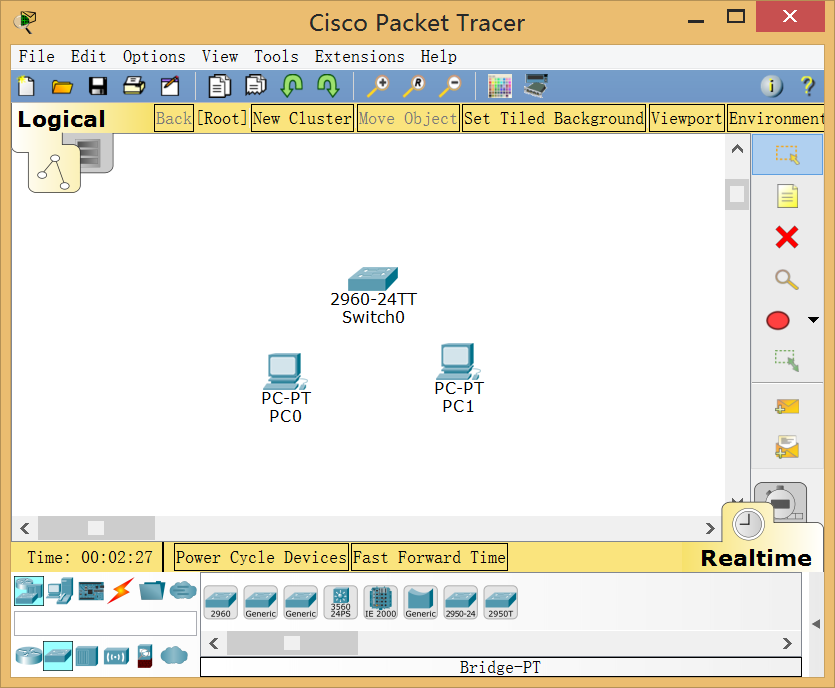 Cisco Packet Tracer
File Edit Options View Tools Extensions Help
Logical Back [Root] New Cluster Move Object Set Tiled Background Viewport Environment
2960-24TT
Switch0
PC-PT
PC0
PC-PT
PC1
Time: 00:02:27 Power Cycle Devices Fast Forward Time Realtime
2960 Generic Generic 3560 24PS IE 2000 Generic 2950-24 2950T
Bridge-PT